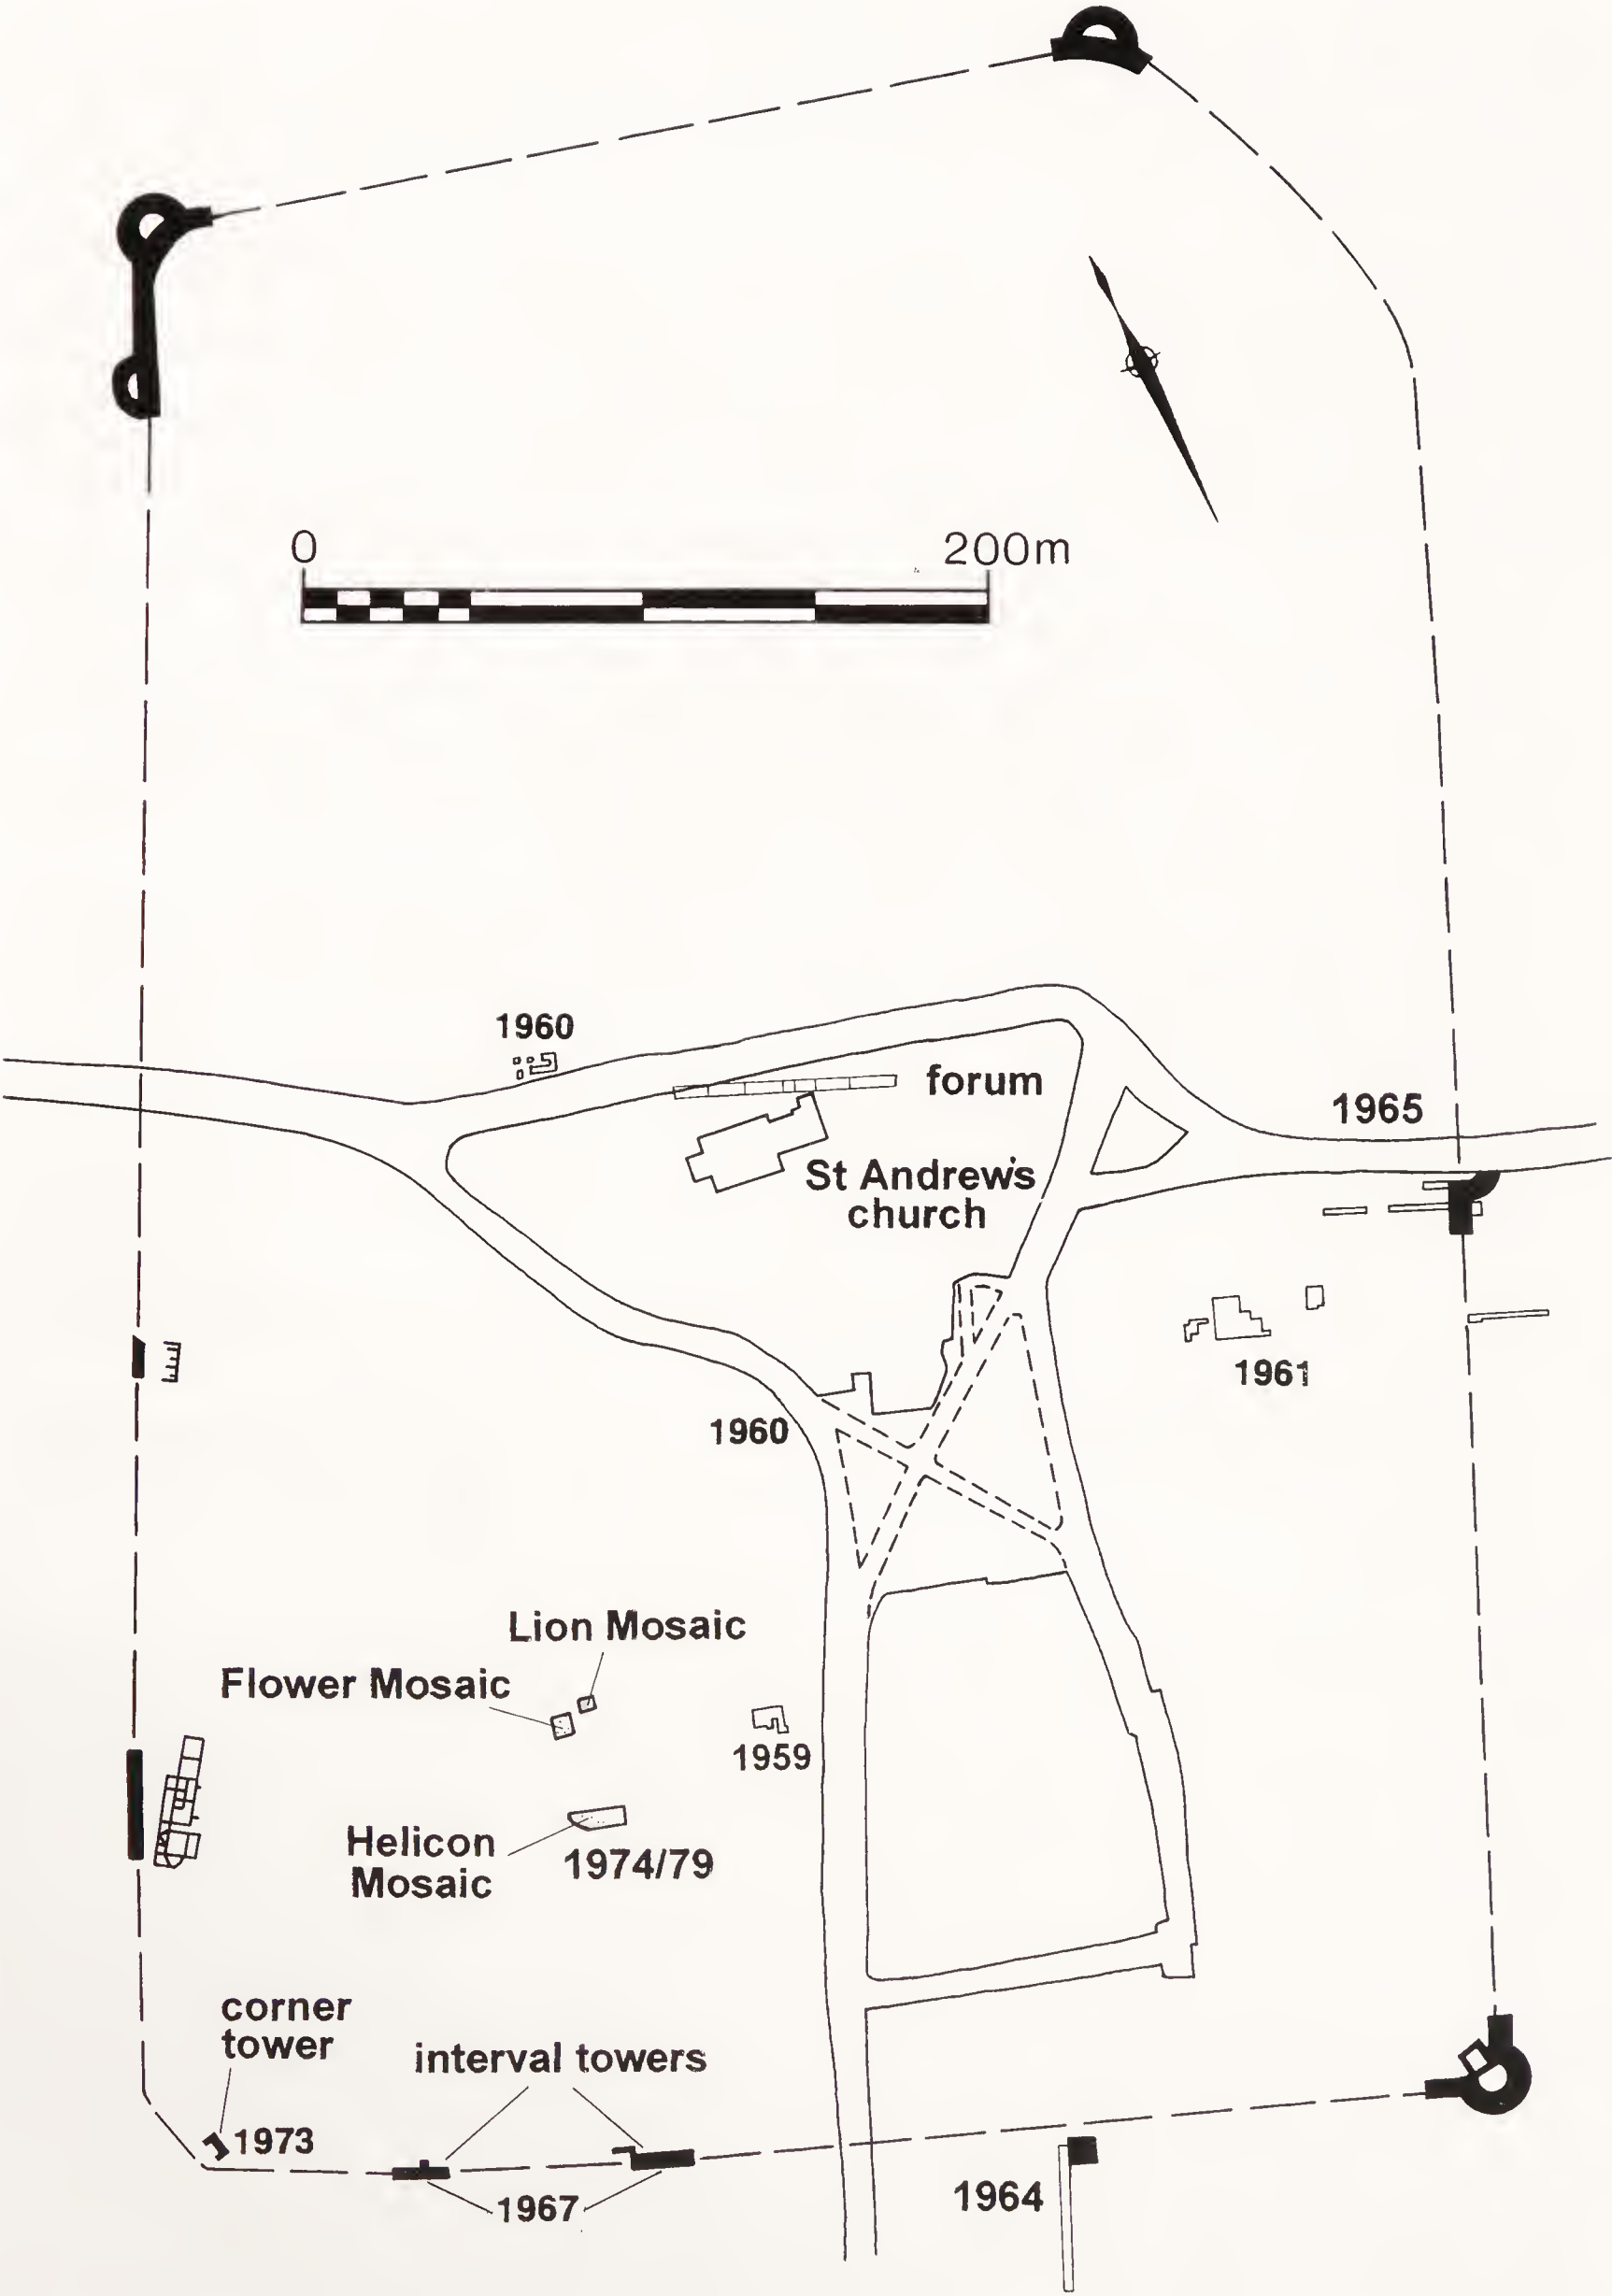 0
200m
1960
forum
1965
St Andrew's
church
1961
1960
Lion Mosaic
Flower Mosaic
1959
Helicon
Mosaic
1974/79
corner
tower
interval towers
1973
1967
1964